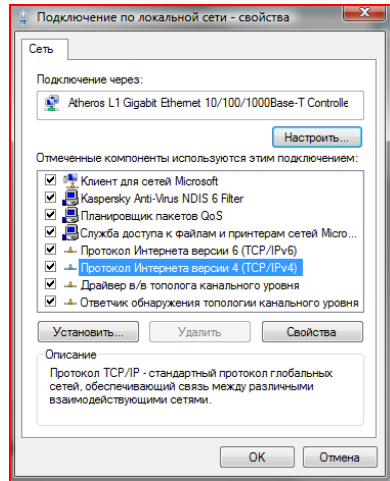 Подключение по локальной сети - свойства
Сеть
Подключение через:
Atheros L1 Gigabit Ethernet 10/100/1000Base-T Controlle
Настроить...
Отмеченные компоненты используются этим подключением:
Клиент для сетей Microsoft
Kaspersky Anti-Virus NDIS 6 Filter
Планировщик пакетов QoS
Служба доступа к файлам и принтерам сетей Micro...
Протокол Интернета версии 6 (TCP/IPv6)
Протокол Интернета версии 4 (TCP/IPv4)
Драйвер в/в тополога канального уровня
Ответчик обнаружения топологии канального уровня
Установить... Удалить Свойства
Описание
Протокол TCP/IP - стандартный протокол глобальных
сетей, обеспечивающий связь между различными
взаимодействующими сетями.
OK Отмена